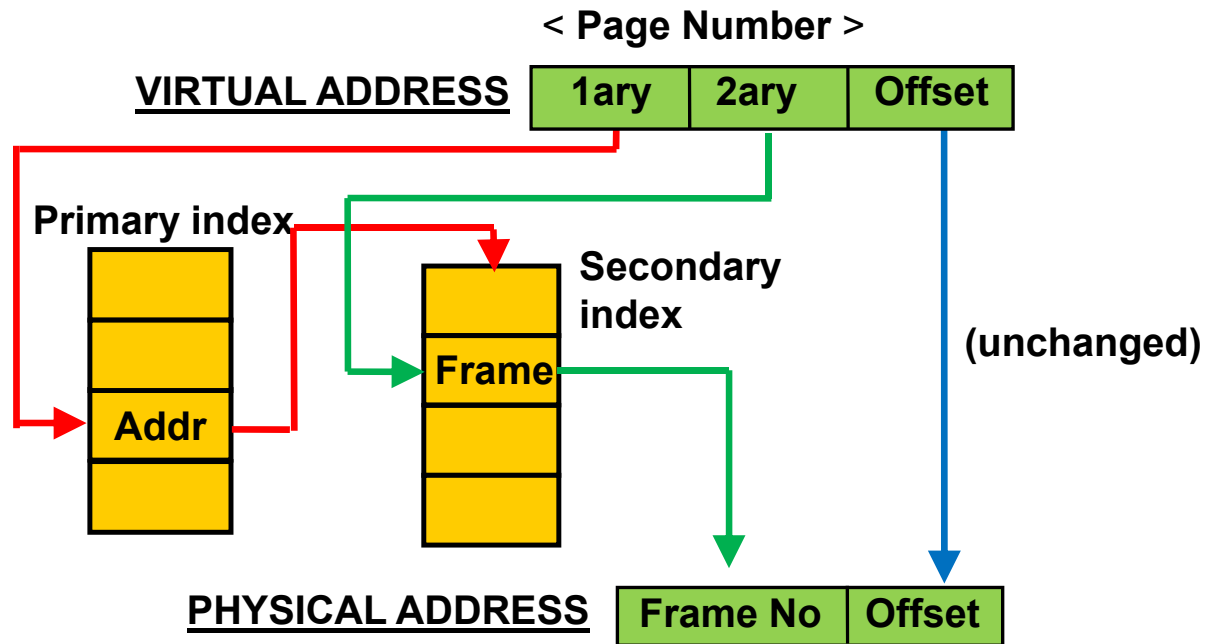 < Page Number >
VIRTUAL ADDRESS 1ary 2ary Offset
Primary index
Secondary
index
(unchanged)
Frame
Addr
PHYSICAL ADDRESS Frame No Offset